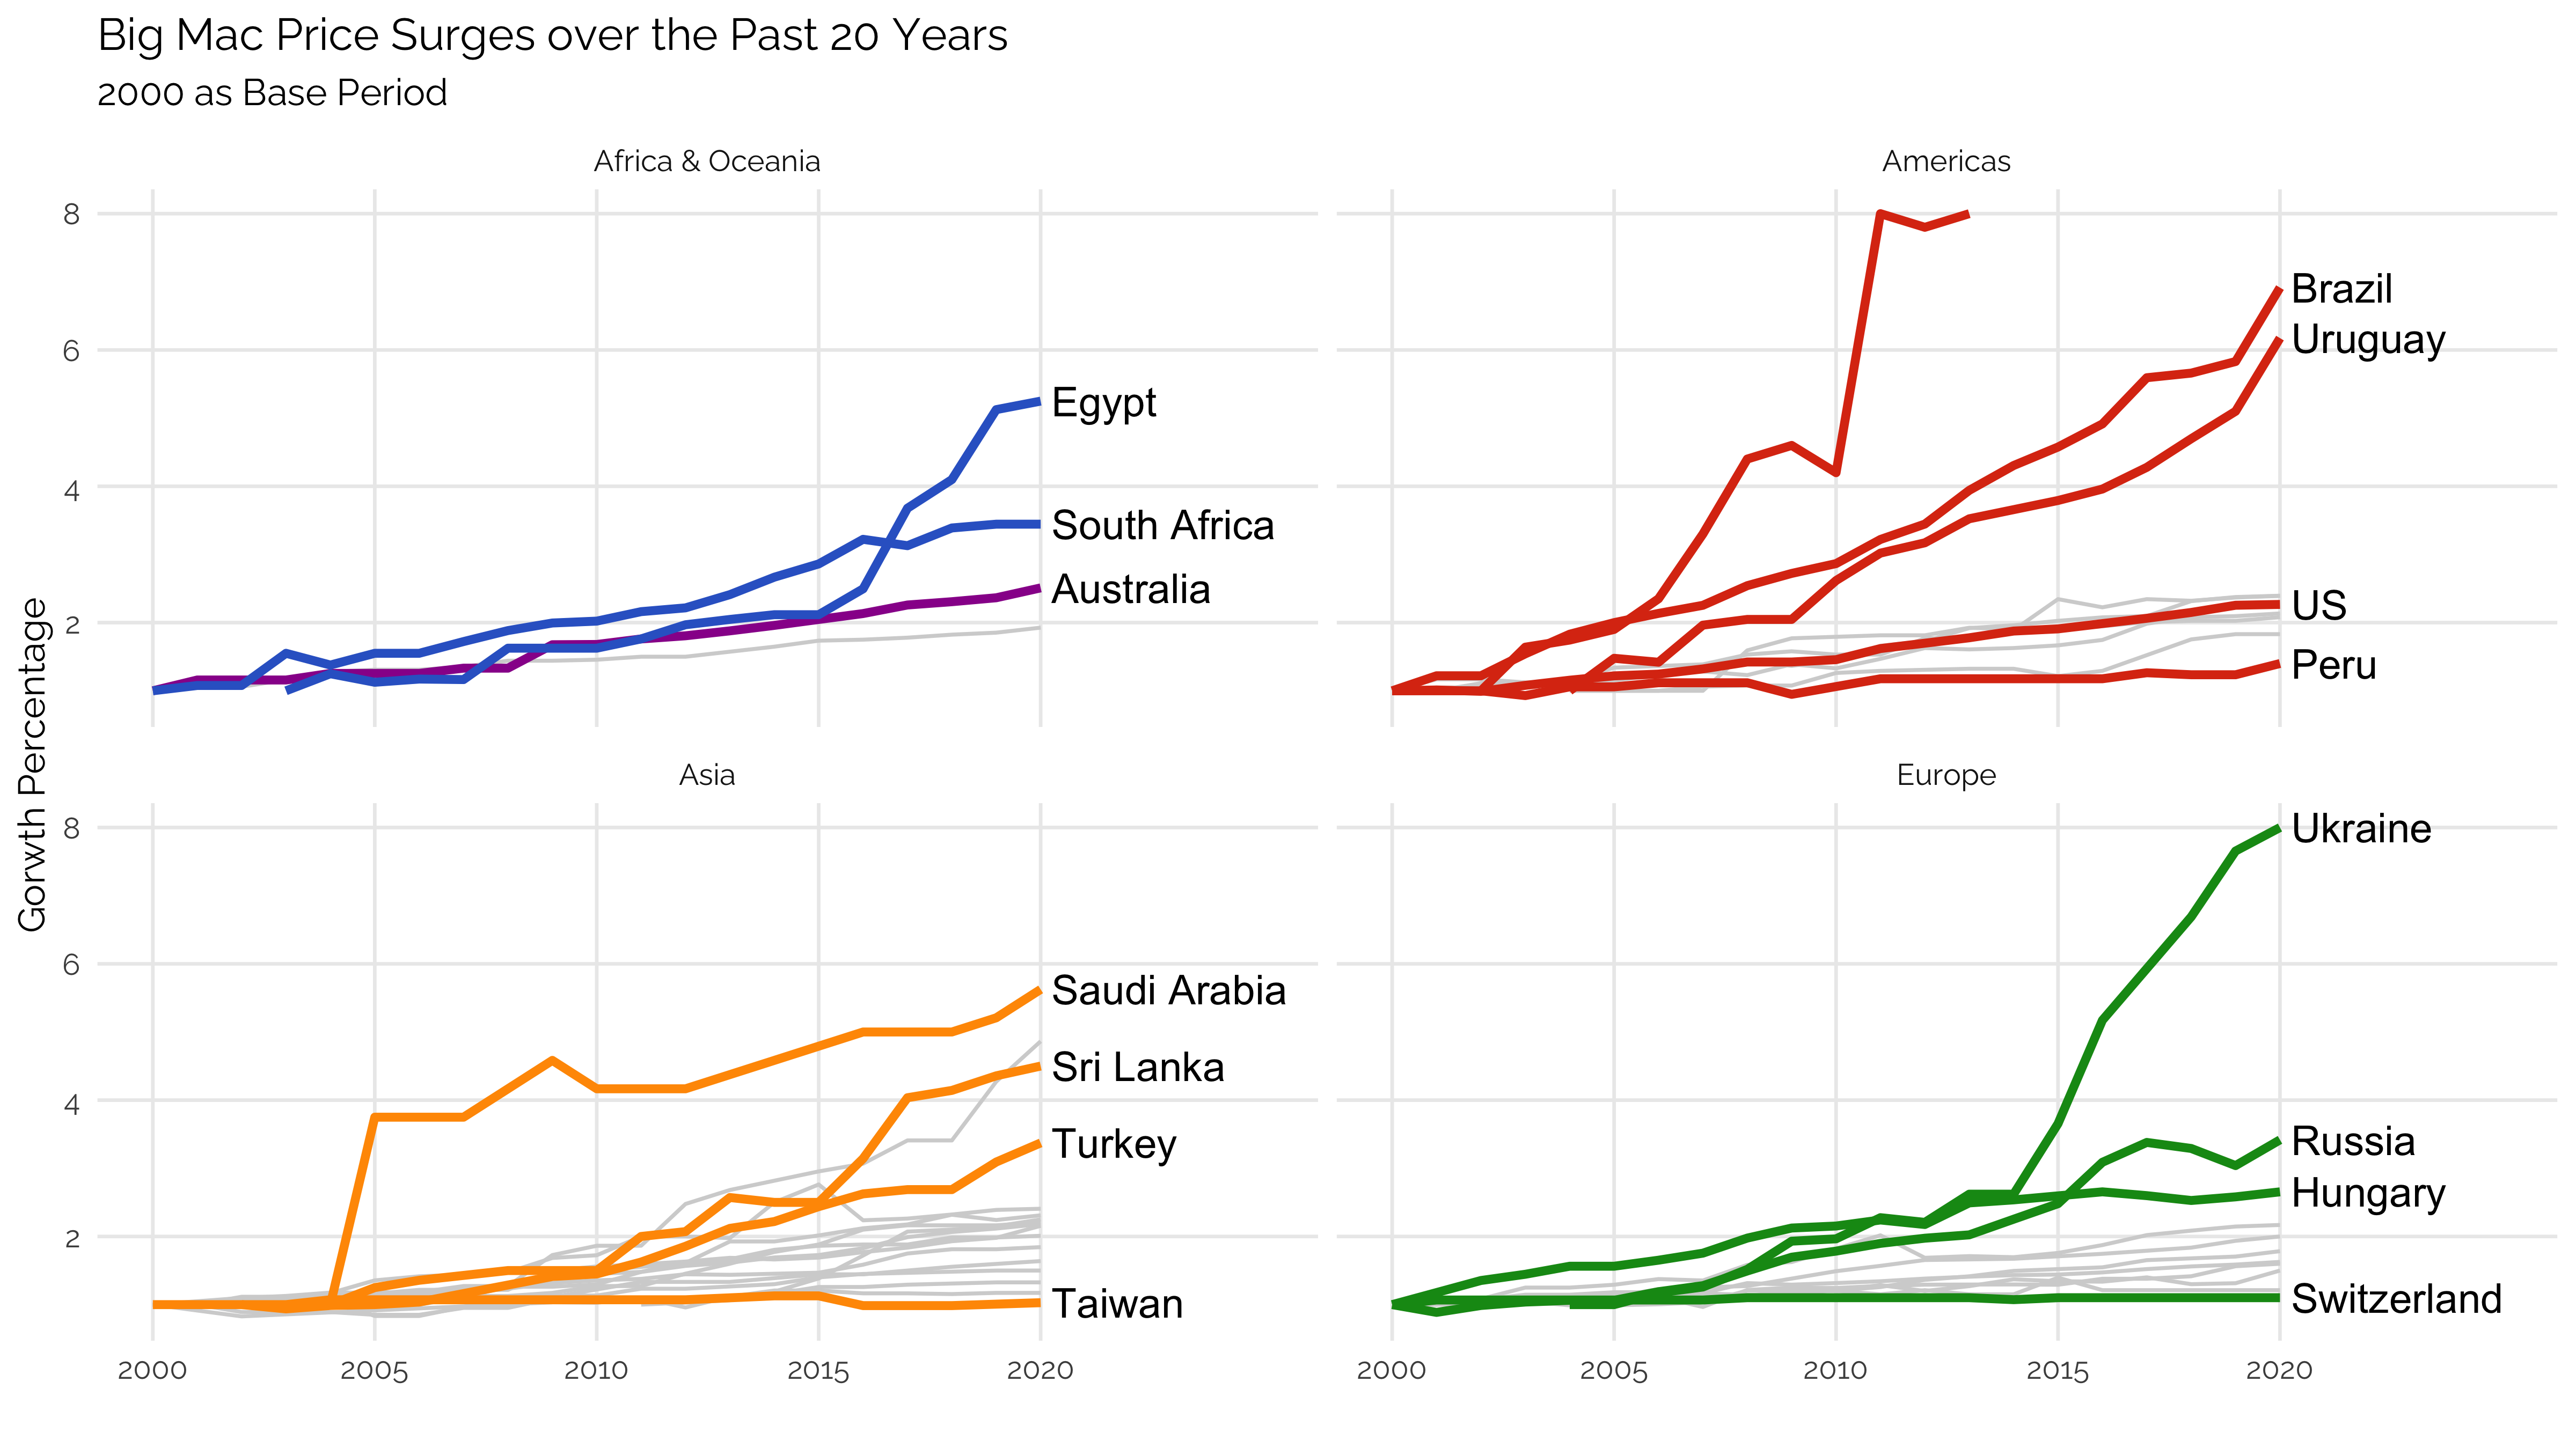 Big Mac Price Surges over the Past 20 Years
2000 as Base Period
Gorwth Percentage
Africa & Oceania
8
6
4
2
Egypt
South Africa
Australia
Americas
Brazil
Uruguay
US
Peru
Asia
8
6
4
2
Saudi Arabia
Sri Lanka
Turkey
Taiwan
2000 2005 2010 2015 2020
Europe
Ukraine
Russia
Hungary
Switzerland
2000 2005 2010 2015 2020